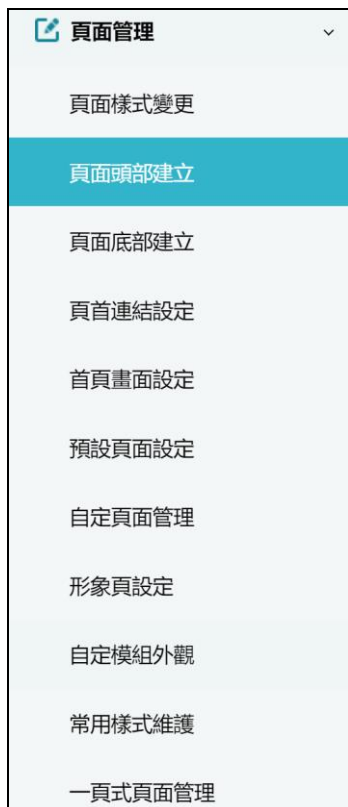 頁面管理
頁面樣式變更
頁面頭部建立
頁面底部建立
頁首連結設定
首頁畫面設定
預設頁面設定
自定頁面管理
形象頁設定
自定模組外觀
常用樣式維護
一頁式頁面管理